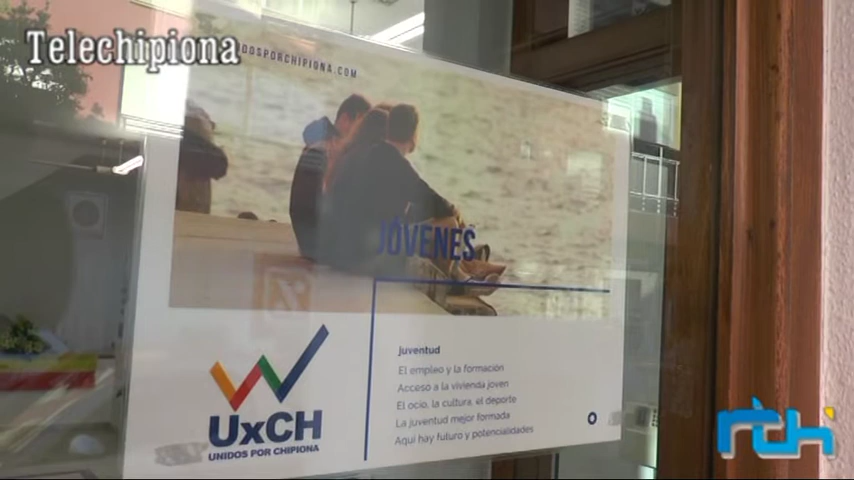 Telechipiona
IDOSPORCHIPIONA.COM
JÓVENES
Juventud
El empleo y la formación
Acceso a la vivienda joven
El ocio, la cultura, el deporte
La juventud mejor formada
Aquí hay futuro y potencialidades
UxCH
UNIDOS POR CHIPIONA
rtch